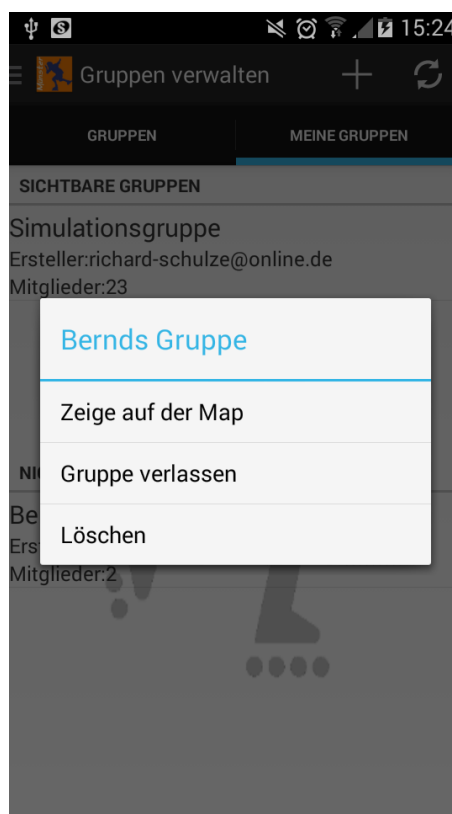 15:24
Gruppen verwalten
GRUPPEN
MEINE GRUPPEN
SICHTBARE GRUPPEN
Simulationsgruppe
Ersteller:richard-schulze@online.de
Mitglieder:23
Bernds Gruppe
Zeige auf der Map
Gruppe verlassen
Löschen
Mitglieder:2